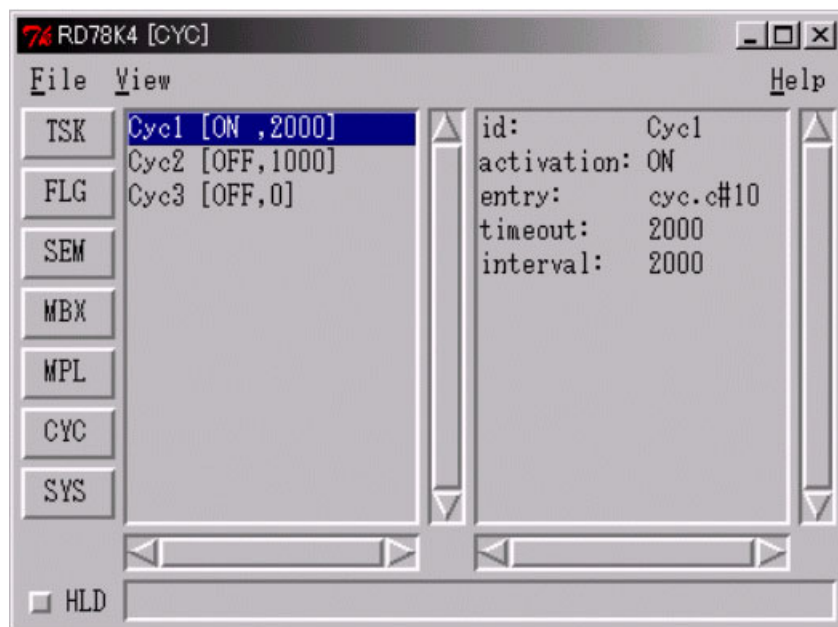 RD78K4 [CYC]
File View Help
TSK
FLG
SEM
MBX
MPL
CYC
SYS
Cyc1 [ON ,2000]
Cyc2 [OFF,1000]
Cyc3 [OFF,0]
id: Cyc1
activation: ON
entry: cyc.c#10
timeout: 2000
interval: 2000
HLD